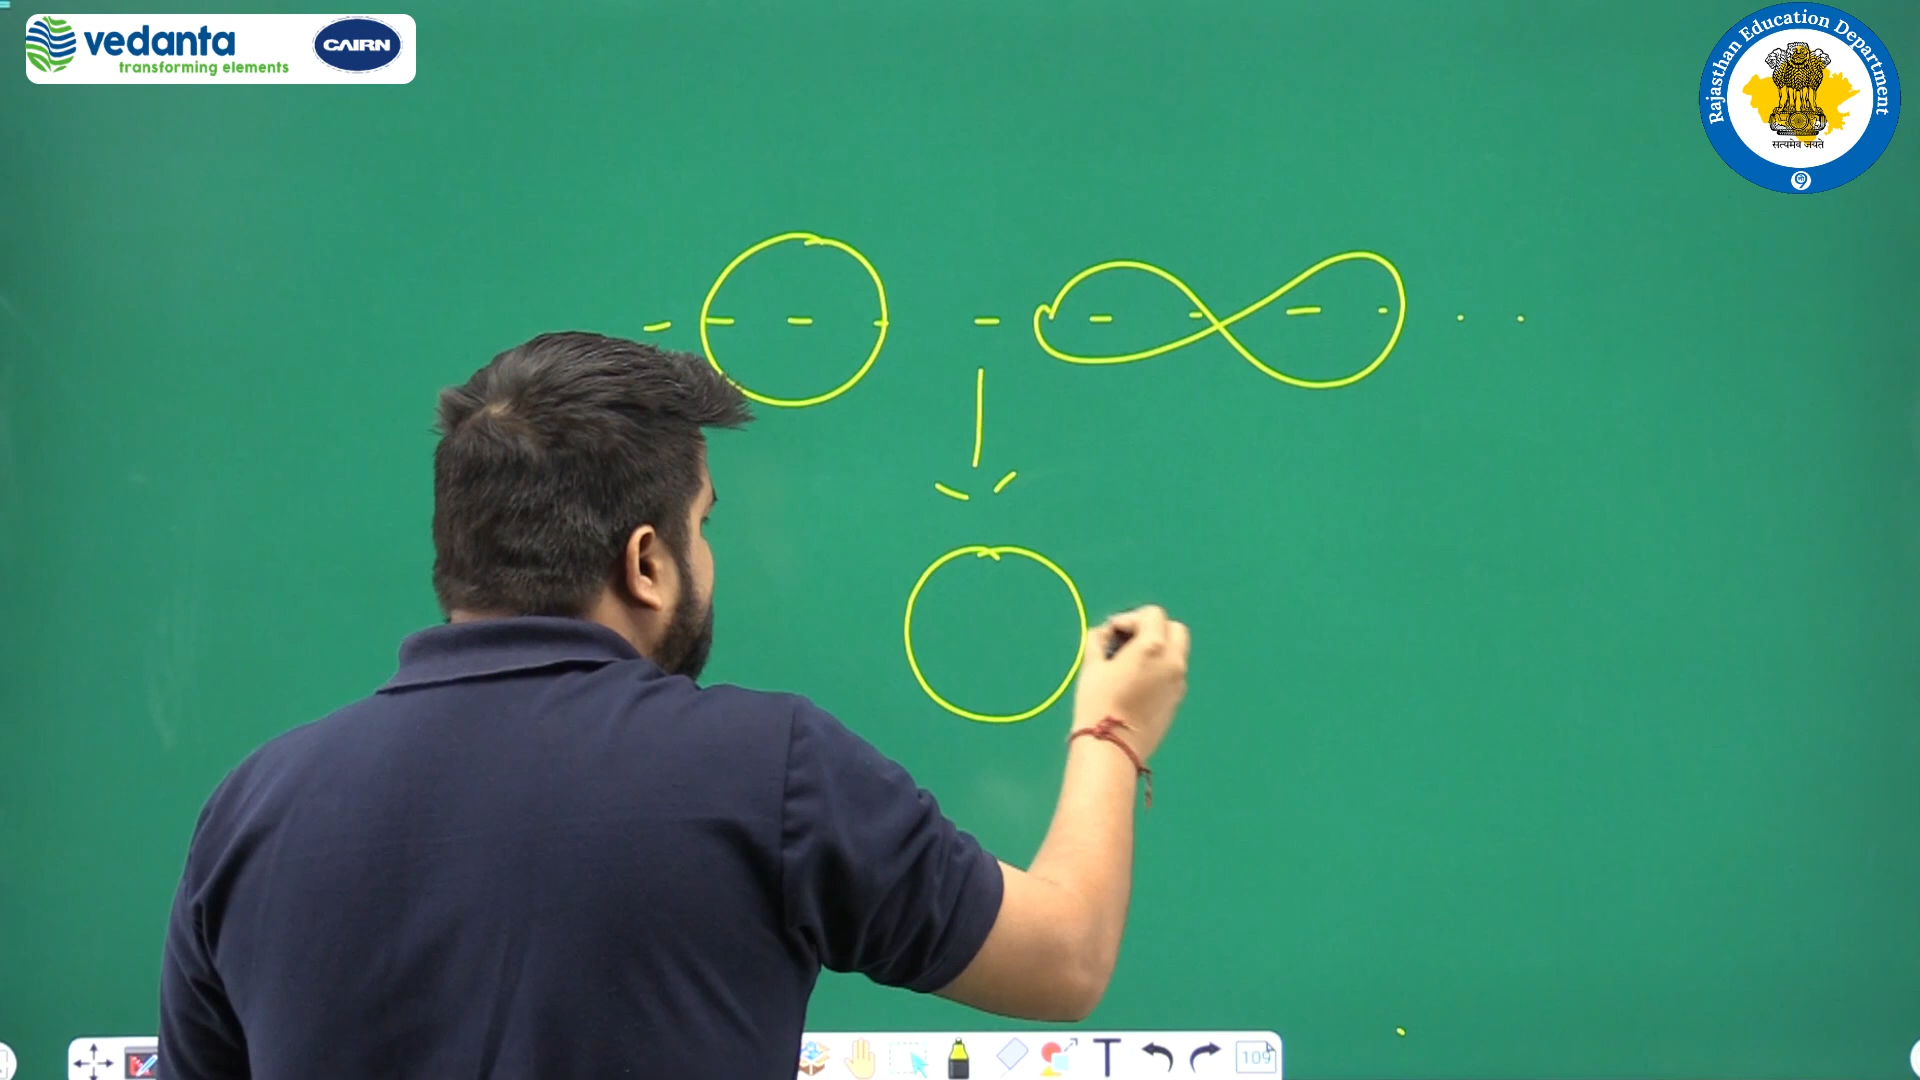 vedanta
transforming elements
CAIRN
Rajasthan Education Department
सत्यमेव जयते
T
109